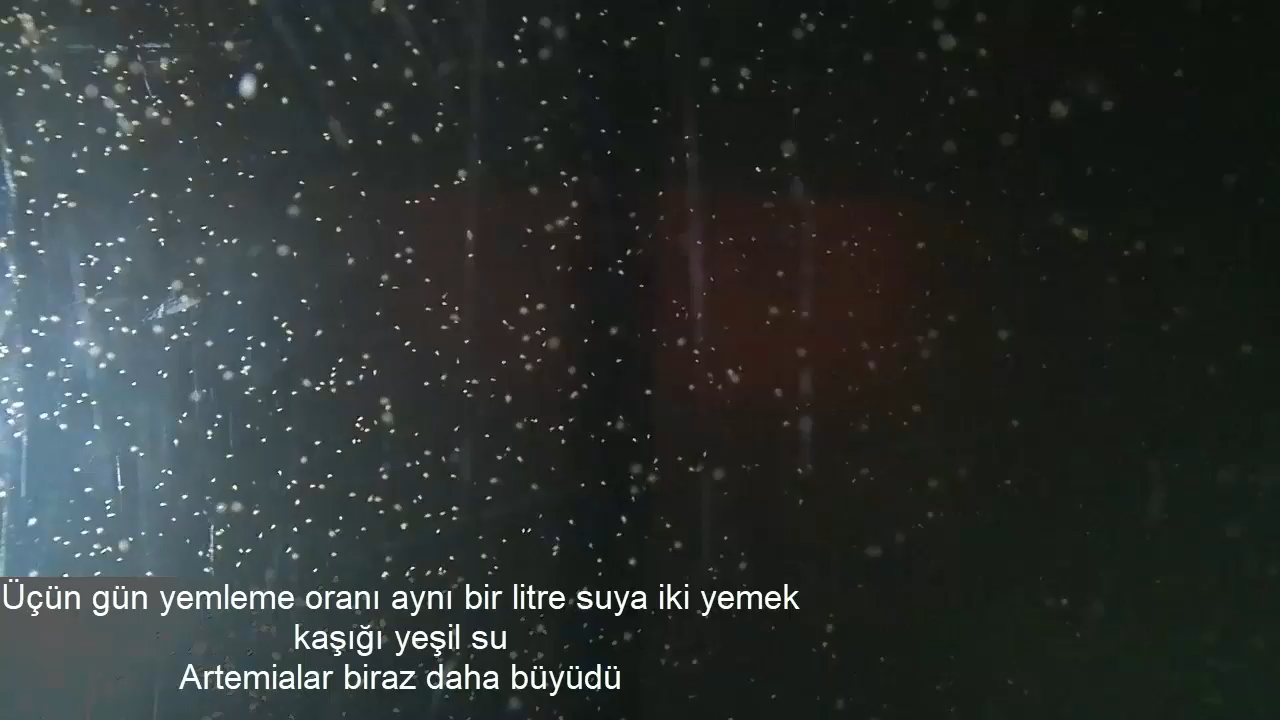 Üçün gün yemleme oranı aynı bir litre suya iki yemek
kaşığı yeşil su
Artemialar biraz daha büyüdü